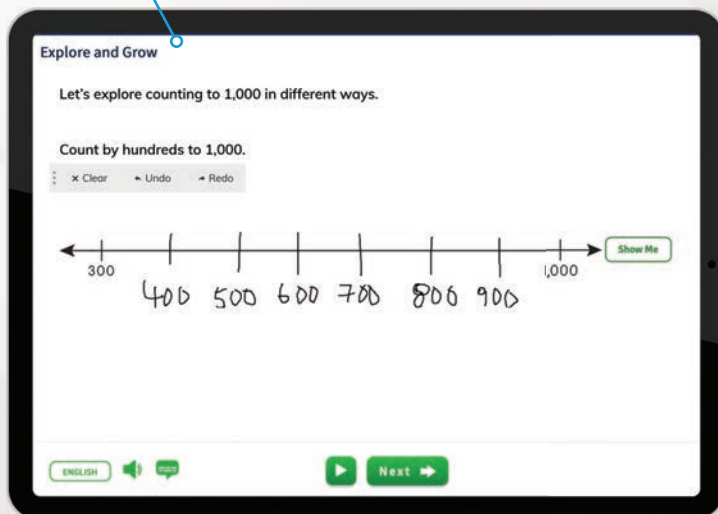 Explore and Grow
Let's explore counting to 1,000 in different ways.
Count by hundreds to 1,000.
× Clear Undo Redo
Show Me
300 1,000
400 500 600 700 800 900
ENGLISH Next